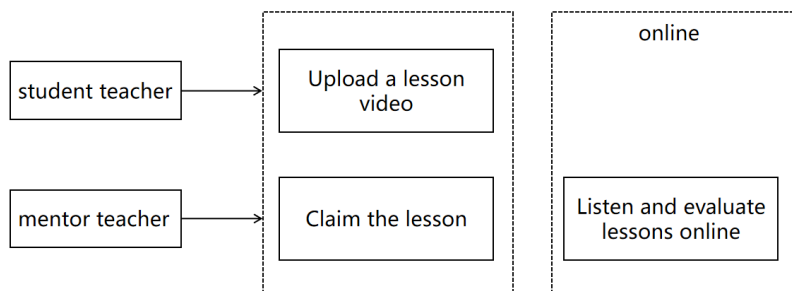 online
student teacher
Upload a lesson
video
mentor teacher
Claim the lesson
Listen and evaluate
lessons online